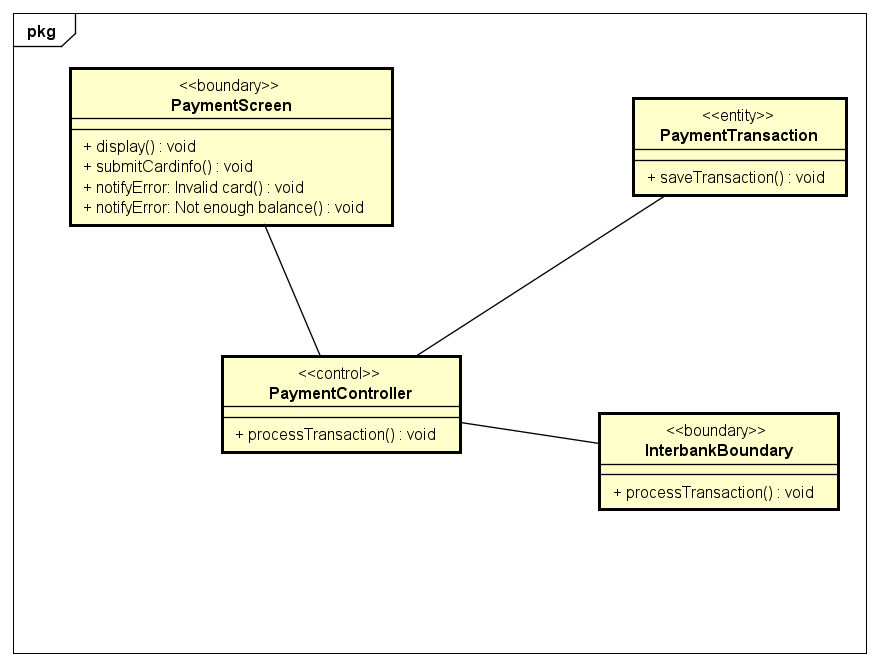 pkg
<<boundary>>
PaymentScreen
+ display() : void
+ submitCardinfo() : void
+ notifyError: Invalid card() : void
+ notifyError: Not enough balance() : void
<<entity>>
PaymentTransaction
+ saveTransaction() : void
<<control>>
PaymentController
+ processTransaction() : void
<<boundary>>
InterbankBoundary
+ processTransaction() : void